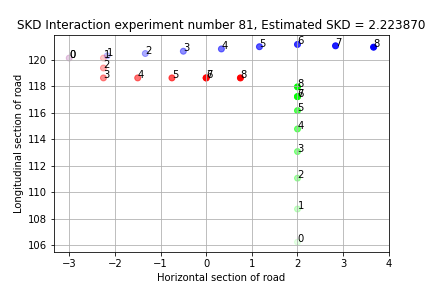 SKD Interaction experiment number 81, Estimated SKD = 2.223870
Longitudinal section of road
120
118
116
114
112
110
108
106
0 0 1 1 2 3 4 5 6 7 8
2
3 4 5 6 7 8
8
6 7
5
4
3
2
1
0
−3 −2 −1 0 1 2 3 4
Horizontal section of road